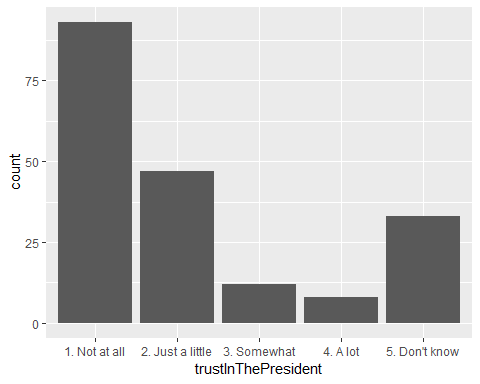 count
75
50
25
0
1. Not at all 2. Just a little 3. Somewhat 4. A lot 5. Don't know
trustInThePresident